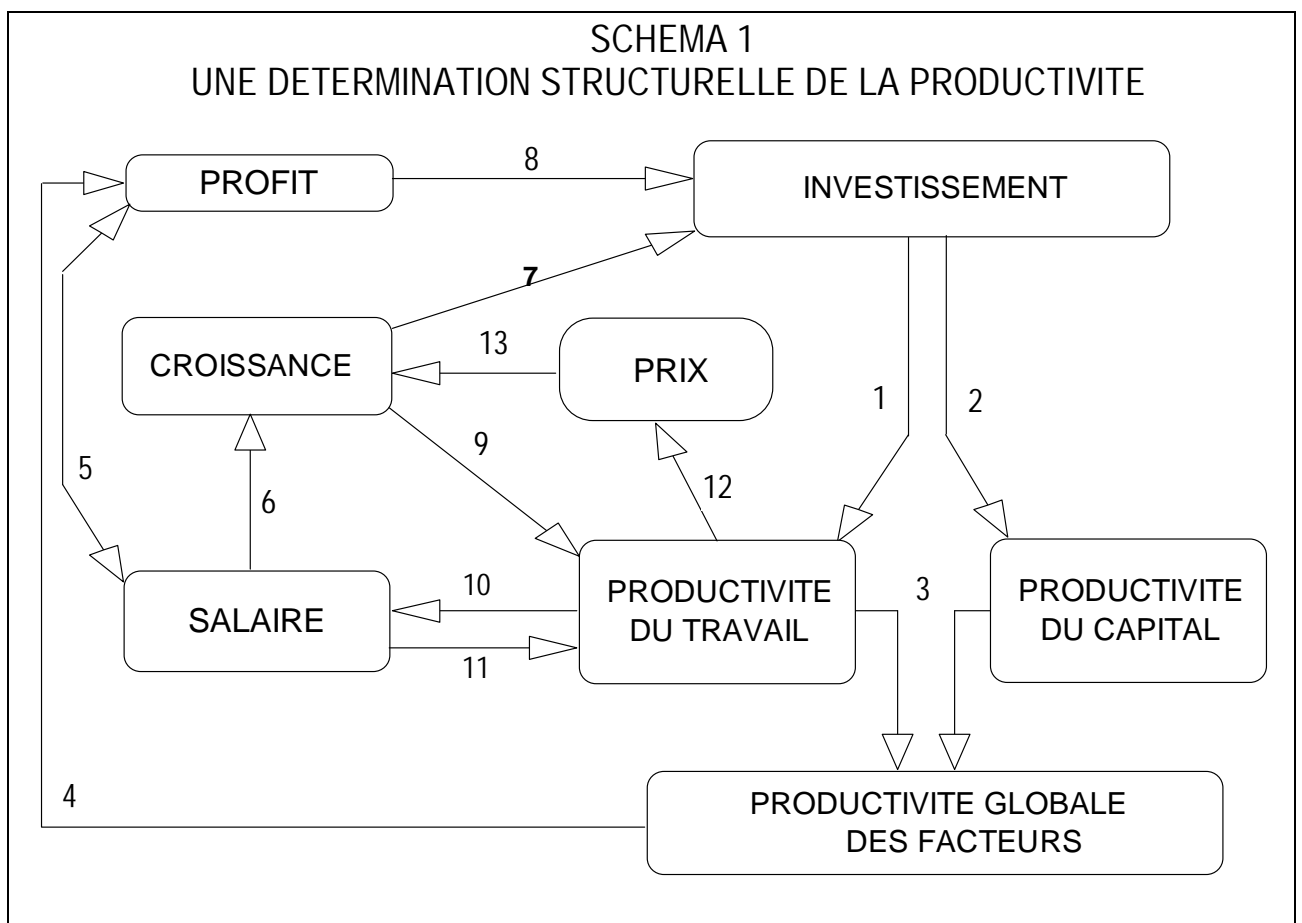 SCHEMA 1
UNE DETERMINATION STRUCTURELLE DE LA PRODUCTIVITE
PROFIT
8
INVESTISSEMENT
7
CROISSANCE
13
PRIX
1
2
9
5
6
12
SALAIRE
10
11
PRODUCTIVITE
DU TRAVAIL
3
PRODUCTIVITE
DU CAPITAL
4
PRODUCTIVITE GLOBALE
DES FACTEURS